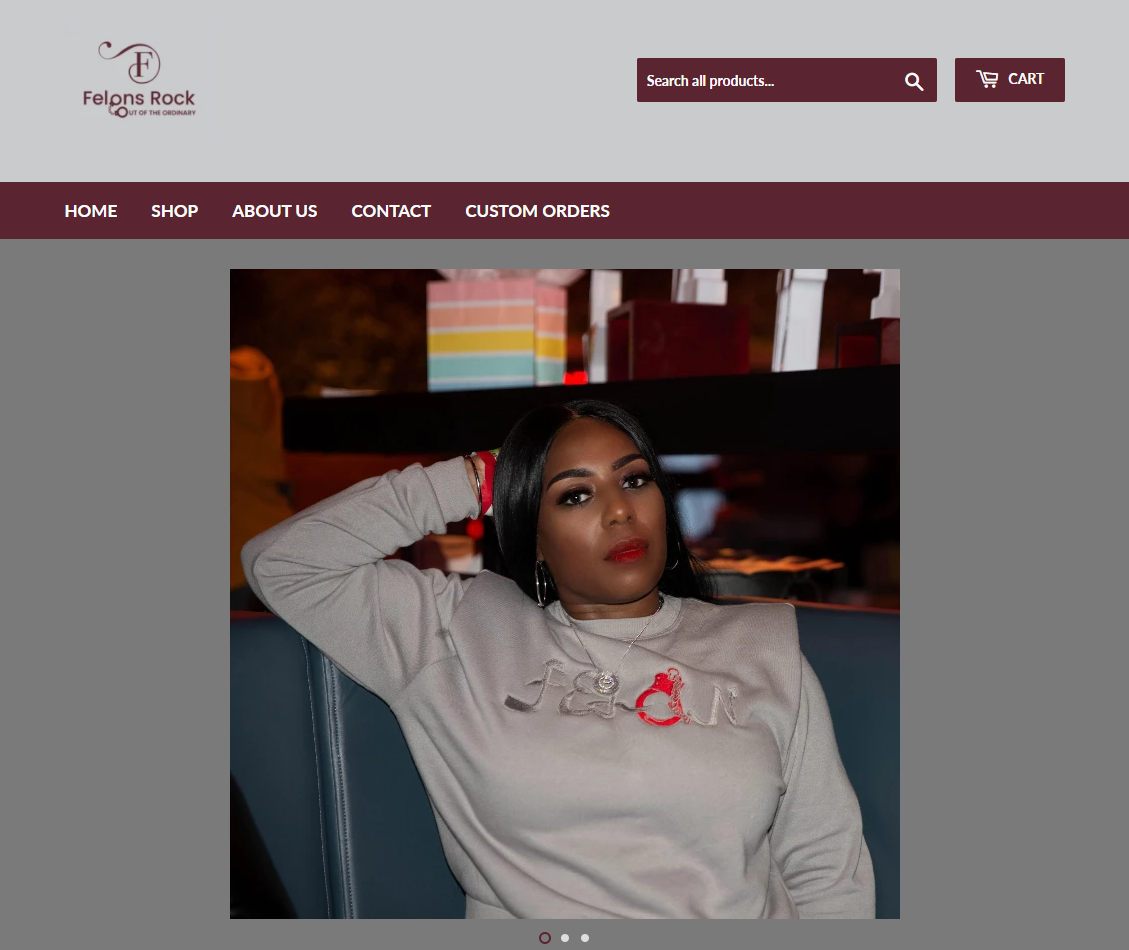 F
Felons Rock
OUT OF THE ORDINARY
Search all products...
CART
HOME SHOP ABOUT US CONTACT CUSTOM ORDERS
FELON